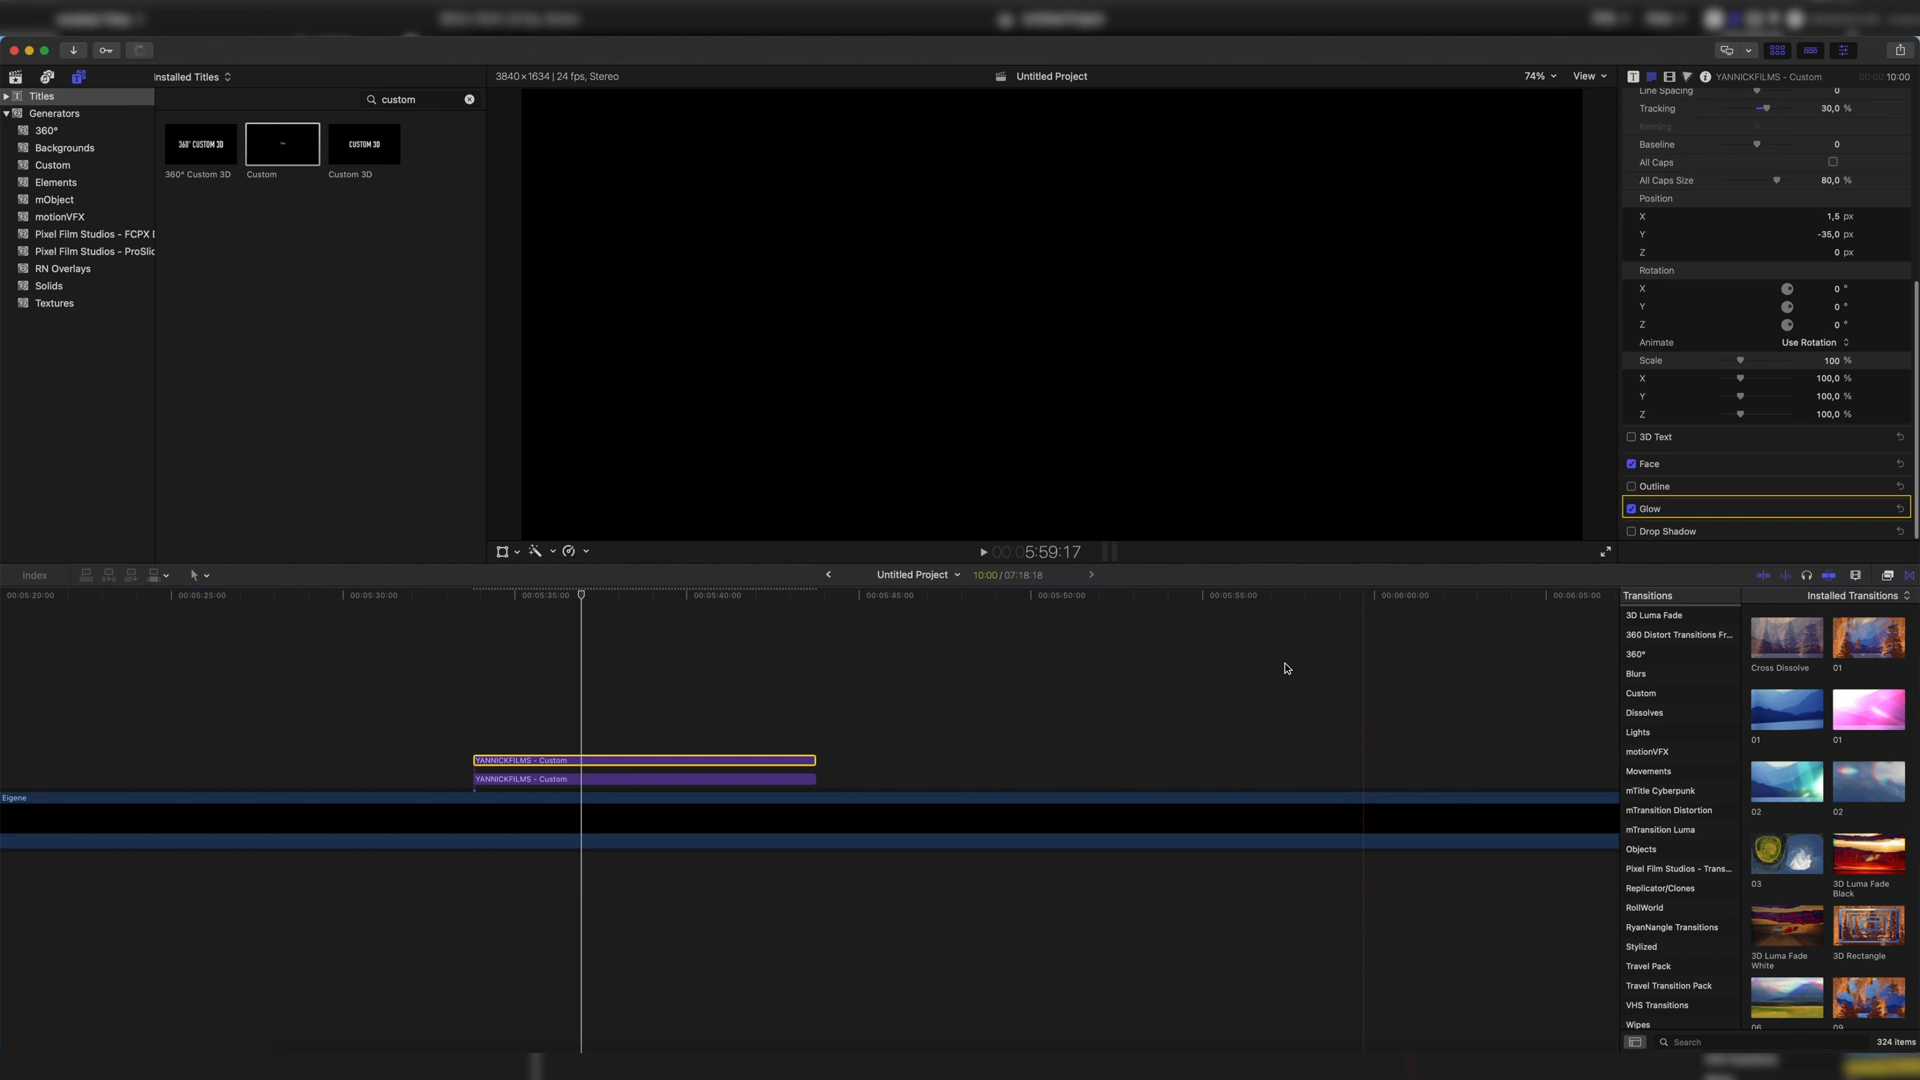 Installed Titles
3840 × 1634 | 24 fps, Stereo
Untitled Project
74%
View
YANNICKFILMS - Custom
00:00:10:00
Titles
Generators
360°
Backgrounds
Custom
Elements
mObject
motionVFX
Pixel Film Studios - FCPX D
Pixel Film Studios - ProSlic
RN Overlays
Solids
Textures
custom
360° CUSTOM 3D
CUSTOM 3D
360° Custom 3D
Custom
Custom 3D
Line Spacing
0
Tracking
30,0 %
Kerning
Baseline
0
All Caps
All Caps Size
80,0 %
Position
X
1,5 px
Y
-35,0 px
Z
0 px
Rotation
X
0 °
Y
0 °
Z
0 °
Animate
Use Rotation
Scale
100 %
X
100,0 %
Y
100,0 %
Z
100,0 %
3D Text
Face
Outline
Glow
Drop Shadow
00:05:59:17
Index
Untitled Project
10:00 / 07:18:18
00:05:20:00
00:05:25:00
00:05:30:00
00:05:35:00
00:05:40:00
00:05:45:00
00:05:50:00
00:05:55:00
00:06:00:00
00:06:05:00
YANNICKFILMS - Custom
YANNICKFILMS - Custom
Eigene
Transitions
Installed Transitions
3D Luma Fade
360 Distort Transitions Fr...
360°
Blurs
Custom
Dissolves
Lights
motionVFX
Movements
mTitle Cyberpunk
mTransition Distortion
mTransition Luma
Objects
Pixel Film Studios - Trans...
Replicator/Clones
RollWorld
RyanNangle Transitions
Stylized
Travel Pack
Travel Transition Pack
VHS Transitions
Wipes
Cross Dissolve
01
01
01
02
02
03
3D Luma Fade Black
3D Luma Fade White
3D Rectangle
06
09
Search
324 items